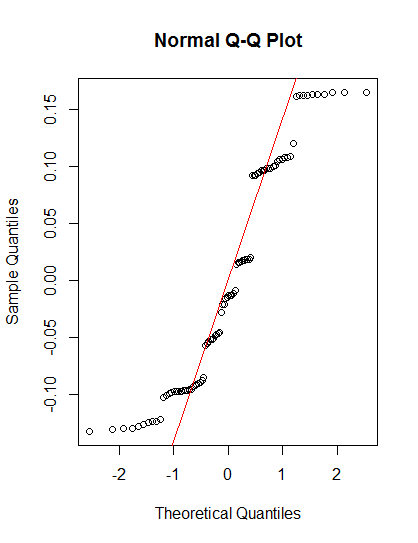 Normal Q-Q Plot
Sample Quantiles
0.15
0.10
0.05
0.00
-0.05
-0.10
-2 -1 0 1 2
Theoretical Quantiles